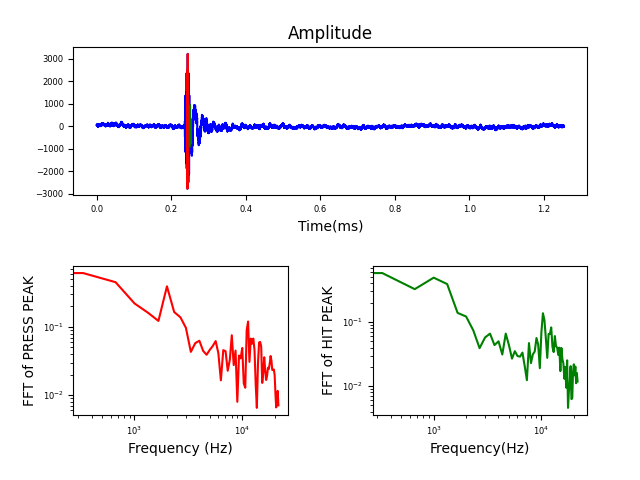 Amplitude
3000
2000
1000
0
−1000
−2000
−3000
0.0 0.2 0.4 0.6 0.8 1.0 1.2
Time(ms)
FFT of PRESS PEAK
10⁻¹
10⁻²
10³ 10⁴
Frequency (Hz)
FFT of HIT PEAK
10⁻¹
10⁻²
10³ 10⁴
Frequency(Hz)